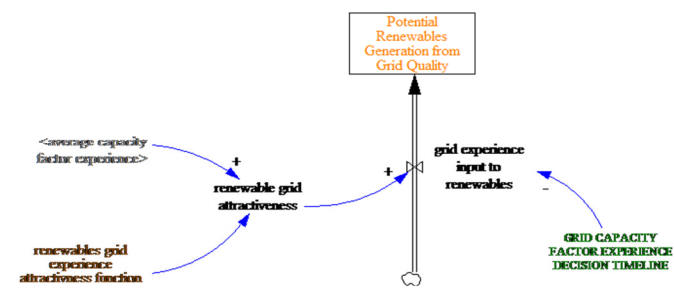 Potential
Renewables
Generation from
Grid Quality
<average capacity
factor experience>
+
renewable grid
attractiveness
+
grid experience
input to
renewables
-
renewables grid
experience
attractivness function
GRID CAPACITY
FACTOR EXPERIENCE
DECISION TIMELINE